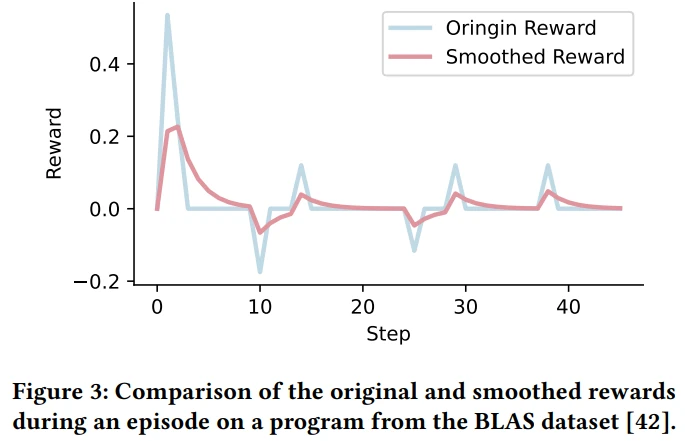 Oringin Reward
Smoothed Reward
0.4
0.2
0.0
−0.2
Reward
0 10 20 30 40
Step
Figure 3: Comparison of the original and smoothed rewards
during an episode on a program from the BLAS dataset [42].